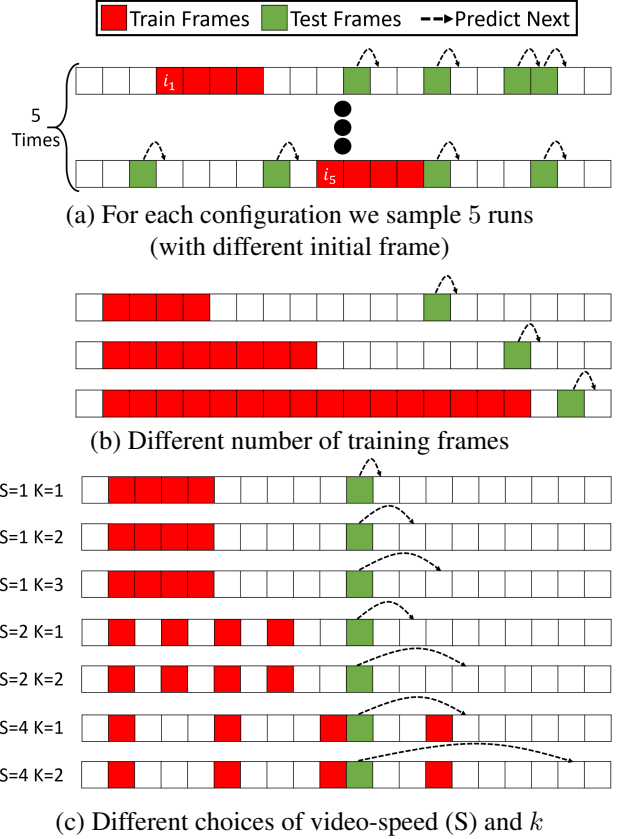 Train Frames Test Frames Predict Next
i1
5
Times
i5
(a) For each configuration we sample 5 runs
(with different initial frame)
(b) Different number of training frames
S=1 K=1
S=1 K=2
S=1 K=3
S=2 K=1
S=2 K=2
S=4 K=1
S=4 K=2
(c) Different choices of video-speed (S) and k